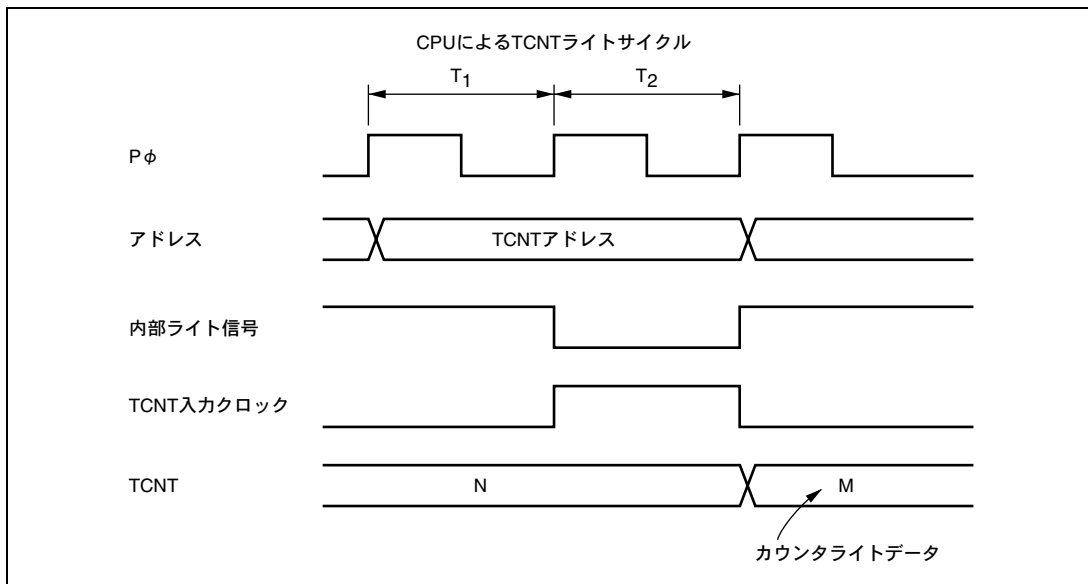 CPUによるTCNTライトサイクル
T1 T2
Pφ
アドレス TCNTアドレス
内部ライト信号
TCNT入力クロック
TCNT N M
カウンタライトデータ